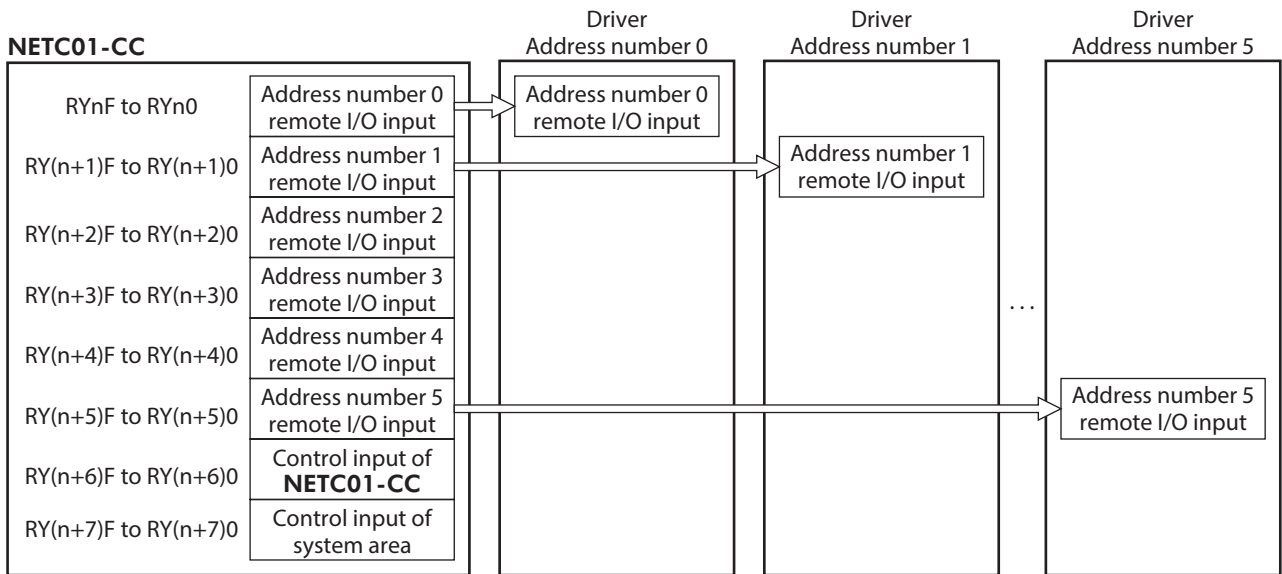 Driver
Address number 0
Driver
Address number 1
Driver
Address number 5
NETC01-CC
RYnF to RYn0
Address number 0
remote I/O input
Address number 0
remote I/O input
RY(n+1)F to RY(n+1)0
Address number 1
remote I/O input
Address number 1
remote I/O input
RY(n+2)F to RY(n+2)0
Address number 2
remote I/O input
RY(n+3)F to RY(n+3)0
Address number 3
remote I/O input
...
RY(n+4)F to RY(n+4)0
Address number 4
remote I/O input
RY(n+5)F to RY(n+5)0
Address number 5
remote I/O input
Address number 5
remote I/O input
RY(n+6)F to RY(n+6)0
Control input of
NETC01-CC
RY(n+7)F to RY(n+7)0
Control input of
system area